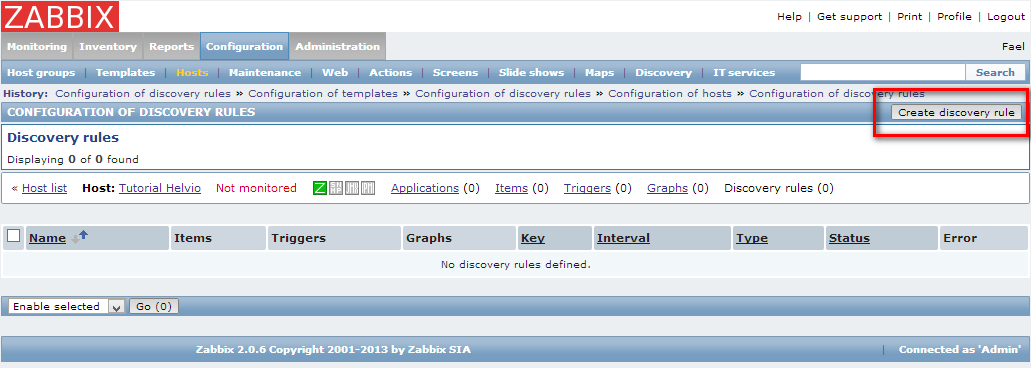 ZABBIX
Help | Get support | Print | Profile | Logout
Monitoring Inventory Reports Configuration Administration Fael
Host groups | Templates | Hosts | Maintenance | Web | Actions | Screens | Slide shows | Maps | Discovery | IT services Search
History: Configuration of discovery rules » Configuration of templates » Configuration of discovery rules » Configuration of hosts » Configuration of discovery rules
CONFIGURATION OF DISCOVERY RULES Create discovery rule
Discovery rules
Displaying 0 of 0 found
« Host list Host: Tutorial Helvio Not monitored Z Applications (0) Items (0) Triggers (0) Graphs (0) Discovery rules (0)
Name Items Triggers Graphs Key Interval Type Status Error
No discovery rules defined.
Enable selected Go (0)
Zabbix 2.0.6 Copyright 2001-2013 by Zabbix SIA | Connected as 'Admin'